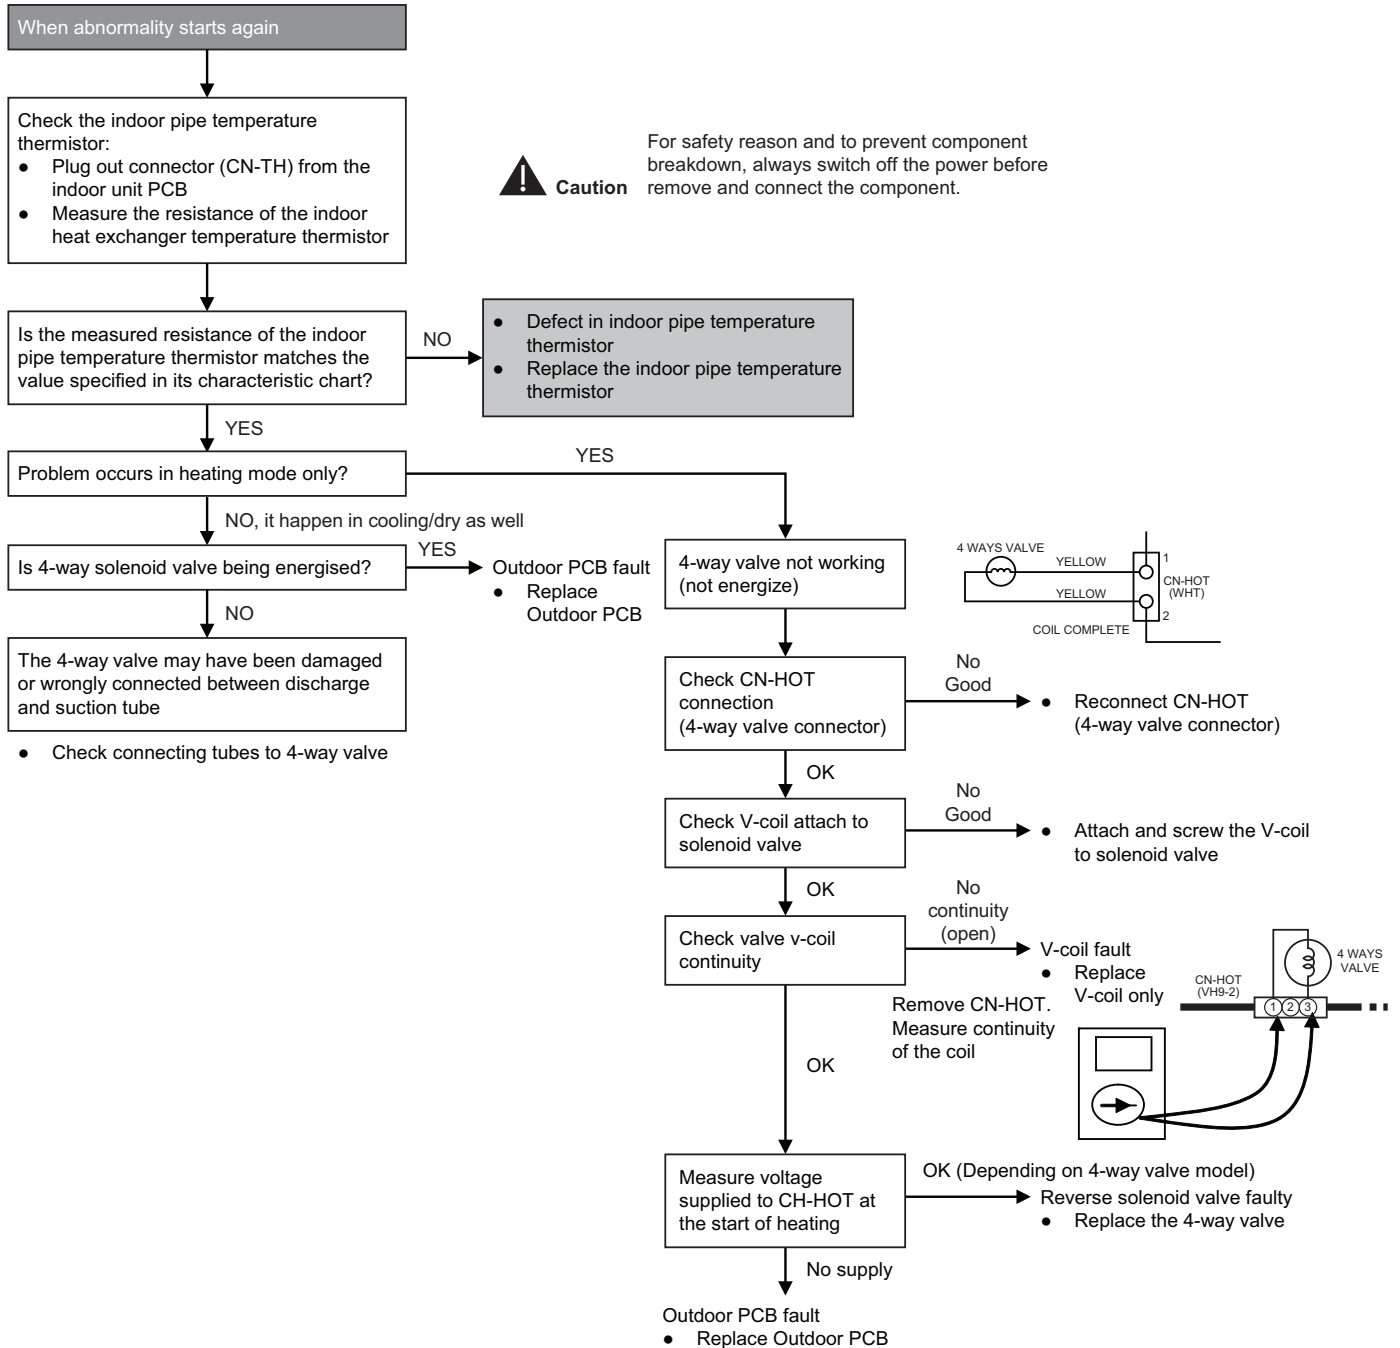 When abnormality starts again
Check the indoor pipe temperature
thermistor:
● Plug out connector (CN-TH) from the
indoor unit PCB
● Measure the resistance of the indoor
heat exchanger temperature thermistor
Caution
For safety reason and to prevent component
breakdown, always switch off the power before
remove and connect the component.
Is the measured resistance of the indoor
pipe temperature thermistor matches the
value specified in its characteristic chart?
NO
● Defect in indoor pipe temperature
thermistor
● Replace the indoor pipe temperature
thermistor
YES
Problem occurs in heating mode only?
YES
NO, it happen in cooling/dry as well
Is 4-way solenoid valve being energised?
YES
Outdoor PCB fault
● Replace
Outdoor PCB
NO
The 4-way valve may have been damaged
or wrongly connected between discharge
and suction tube
● Check connecting tubes to 4-way valve
4-way valve not working
(not energize)
4 WAYS VALVE
YELLOW
YELLOW
1
CN-HOT
(WHT)
2
COIL COMPLETE
Check CN-HOT
connection
(4-way valve connector)
No
Good
● Reconnect CN-HOT
(4-way valve connector)
OK
Check V-coil attach to
solenoid valve
No
Good
● Attach and screw the V-coil
to solenoid valve
OK
Check valve v-coil
continuity
No
continuity
(open)
V-coil fault
● Replace
V-coil only
Remove CN-HOT.
Measure continuity
of the coil
CN-HOT
(VH9-2)
4 WAYS
VALVE
1 2 3
OK
Measure voltage
supplied to CH-HOT at
the start of heating
OK (Depending on 4-way valve model)
Reverse solenoid valve faulty
● Replace the 4-way valve
No supply
Outdoor PCB fault
● Replace Outdoor PCB